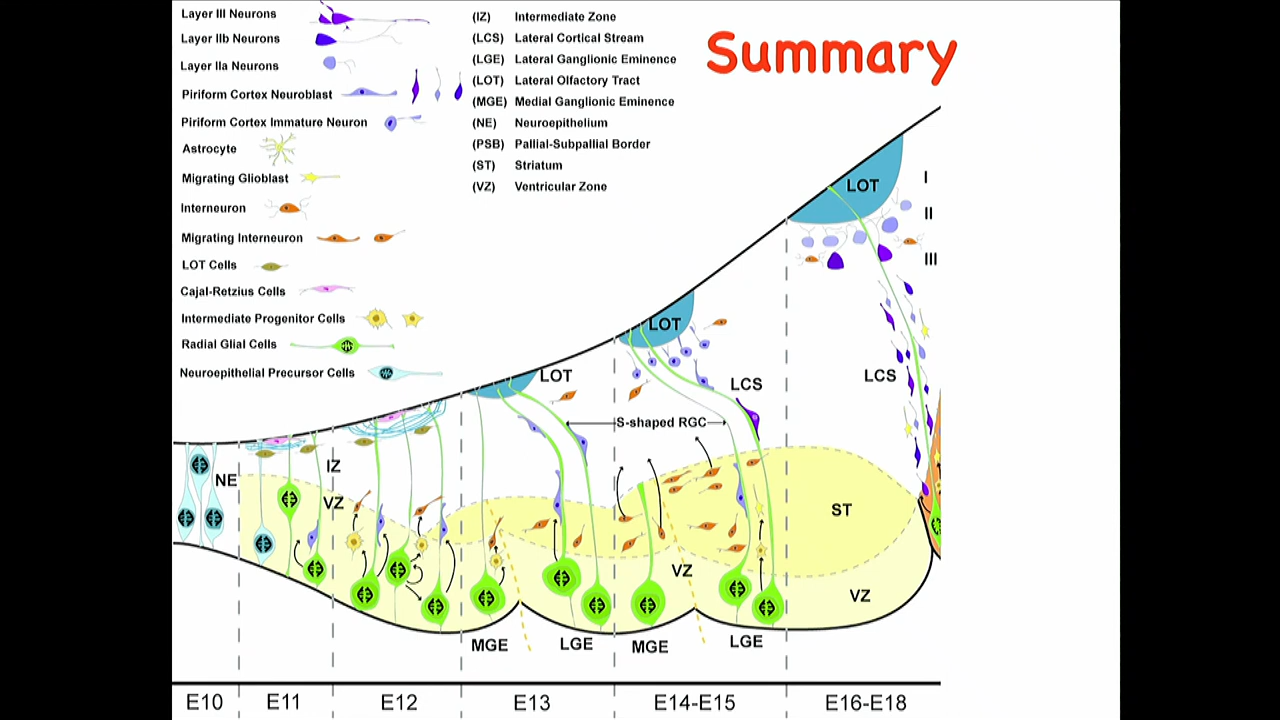 Summary
Layer III Neurons
Layer IIb Neurons
Layer IIa Neurons
Piriform Cortex Neuroblast
Piriform Cortex Immature Neuron
Astrocyte
Migrating Glioblast
Interneuron
Migrating Interneuron
LOT Cells
Cajal-Retzius Cells
Intermediate Progenitor Cells
Radial Glial Cells
Neuroepithelial Precursor Cells
(IZ) Intermediate Zone
(LCS) Lateral Cortical Stream
(LGE) Lateral Ganglionic Eminence
(LOT) Lateral Olfactory Tract
(MGE) Medial Ganglionic Eminence
(NE) Neuroepithelium
(PSB) Pallial-Subpallial Border
(ST) Striatum
(VZ) Ventricular Zone
LOT
I
II
III
LOT
LCS
LCS
LOT
S-shaped RGC
IZ
NE
VZ
ST
VZ
VZ
MGE
LGE
MGE
LGE
E10
E11
E12
E13
E14-E15
E16-E18